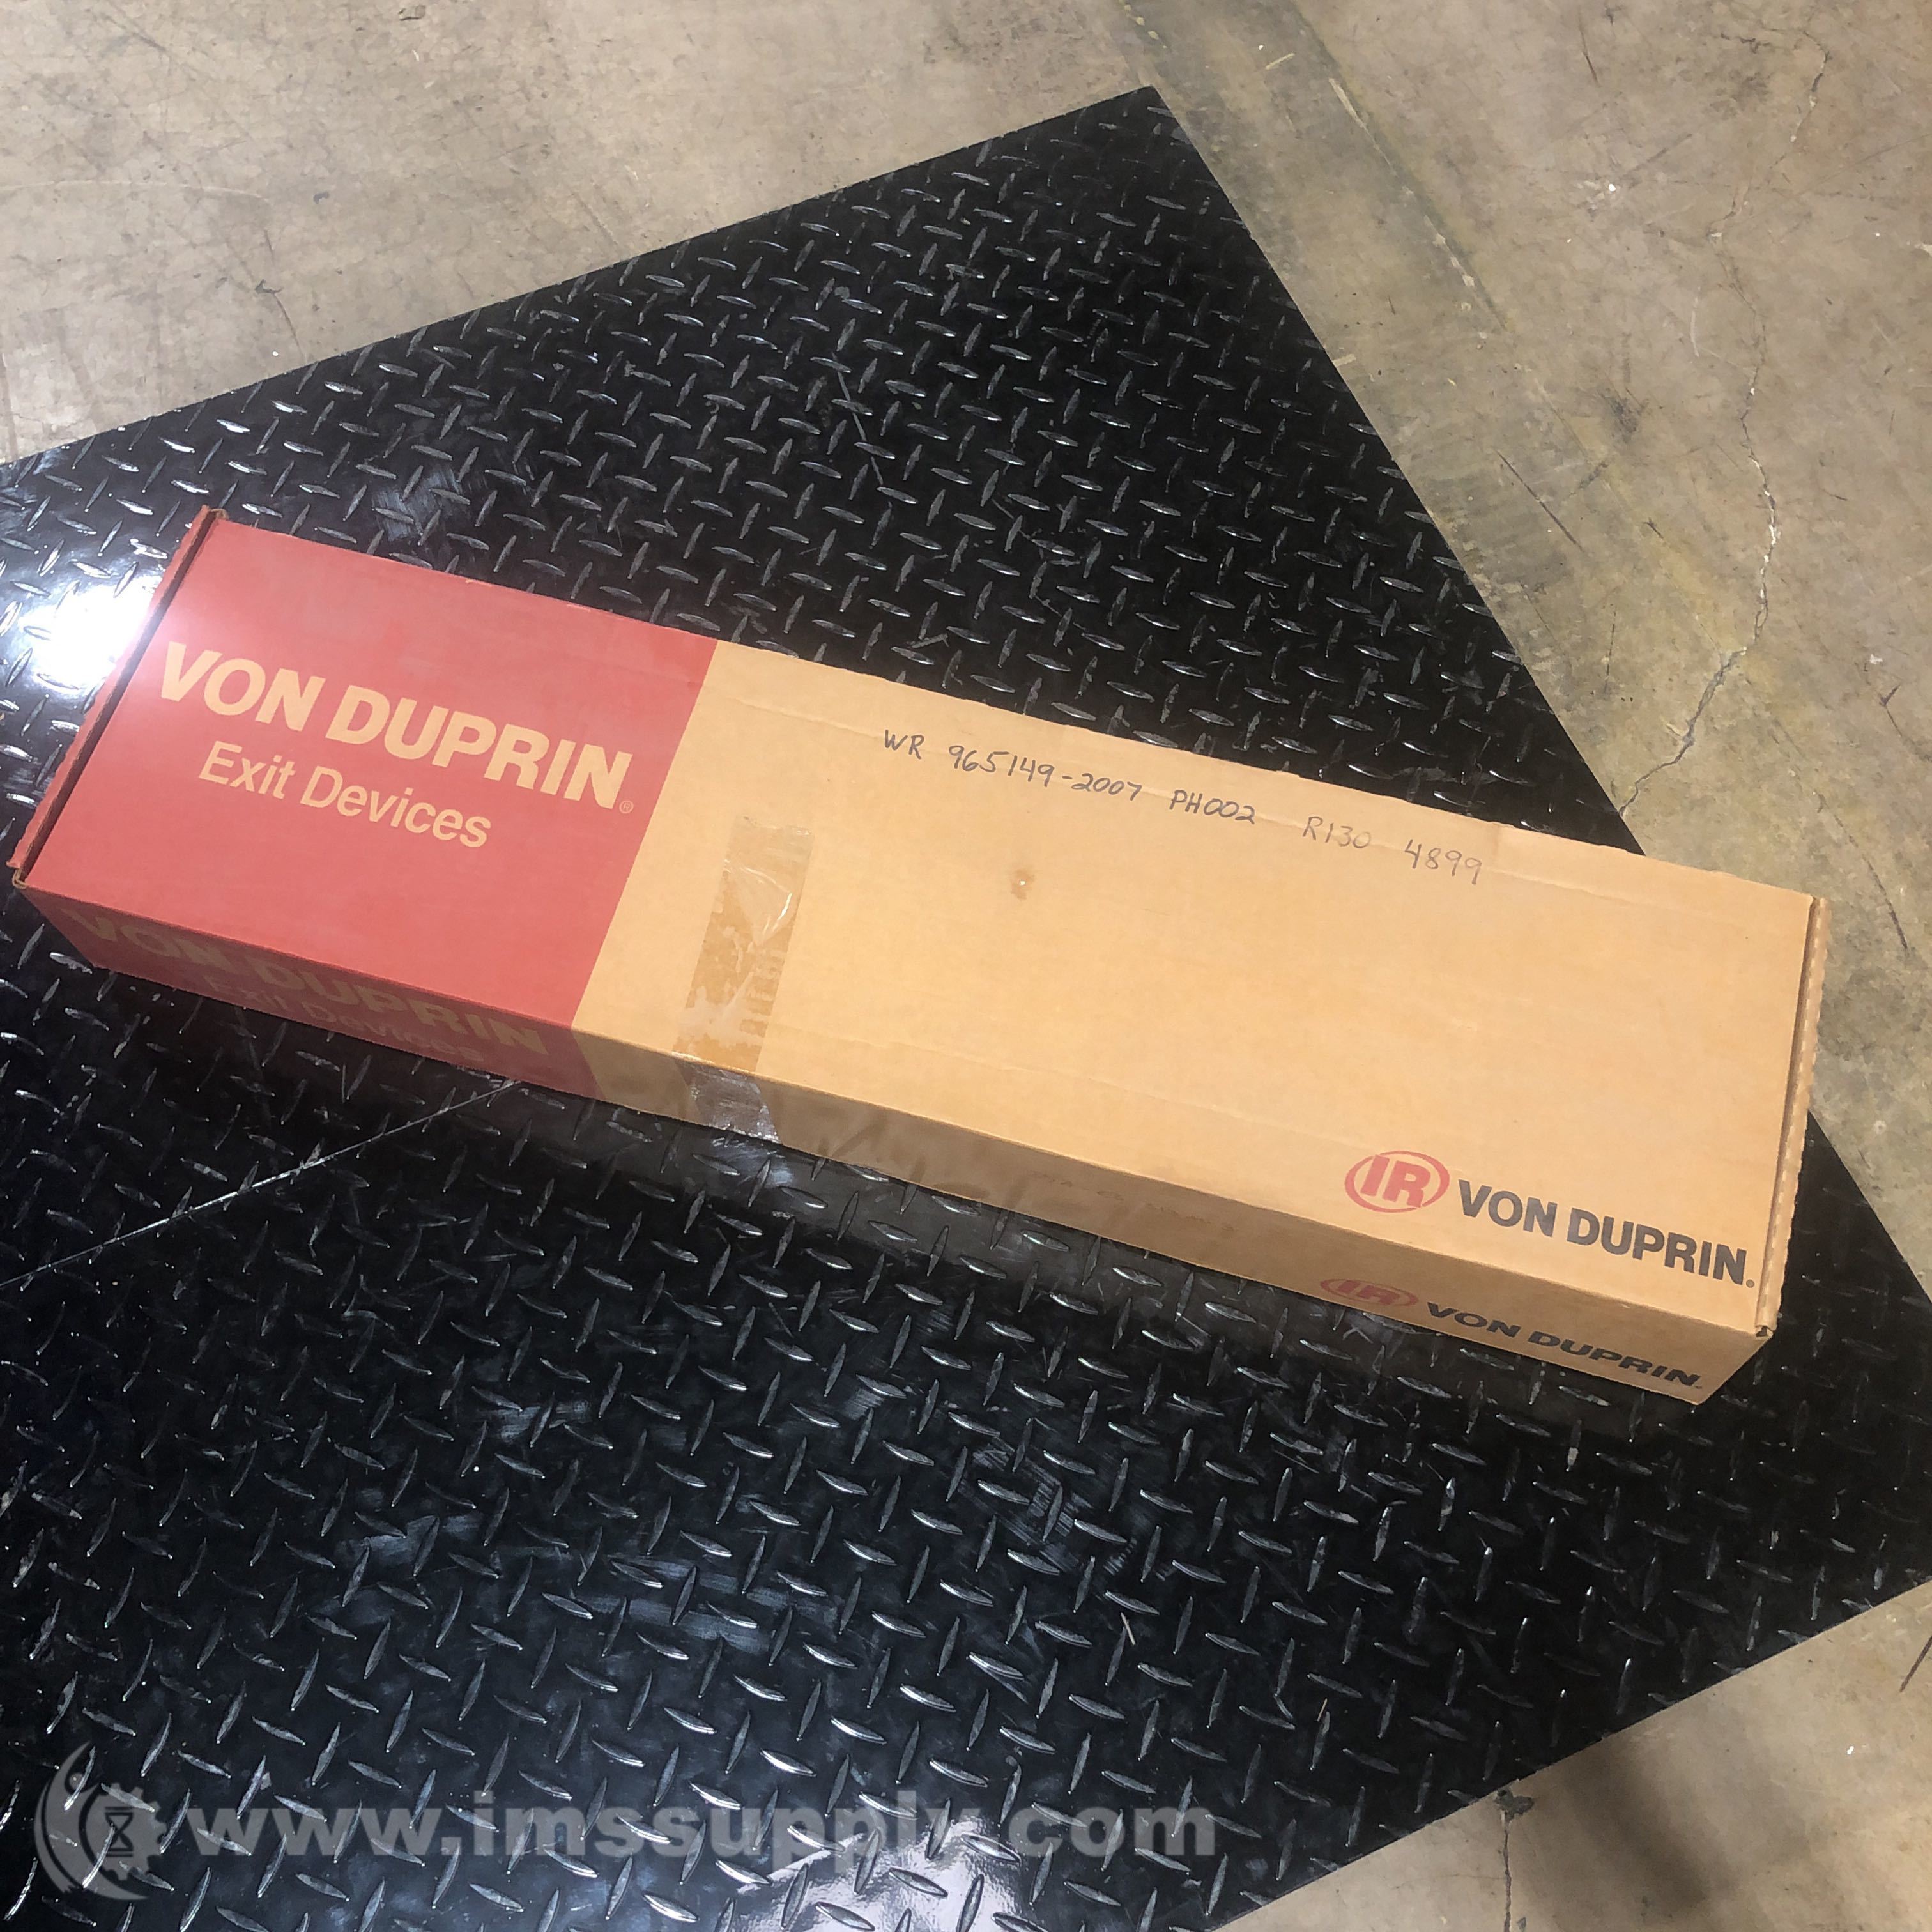 VON DUPRIN®
Exit Devices
WR 965149-2007 PH002 R130 4899
IR VON DUPRIN.
VON DUPRIN
Exit Devices
IR VON DUPRIN.
www.imssupply.com